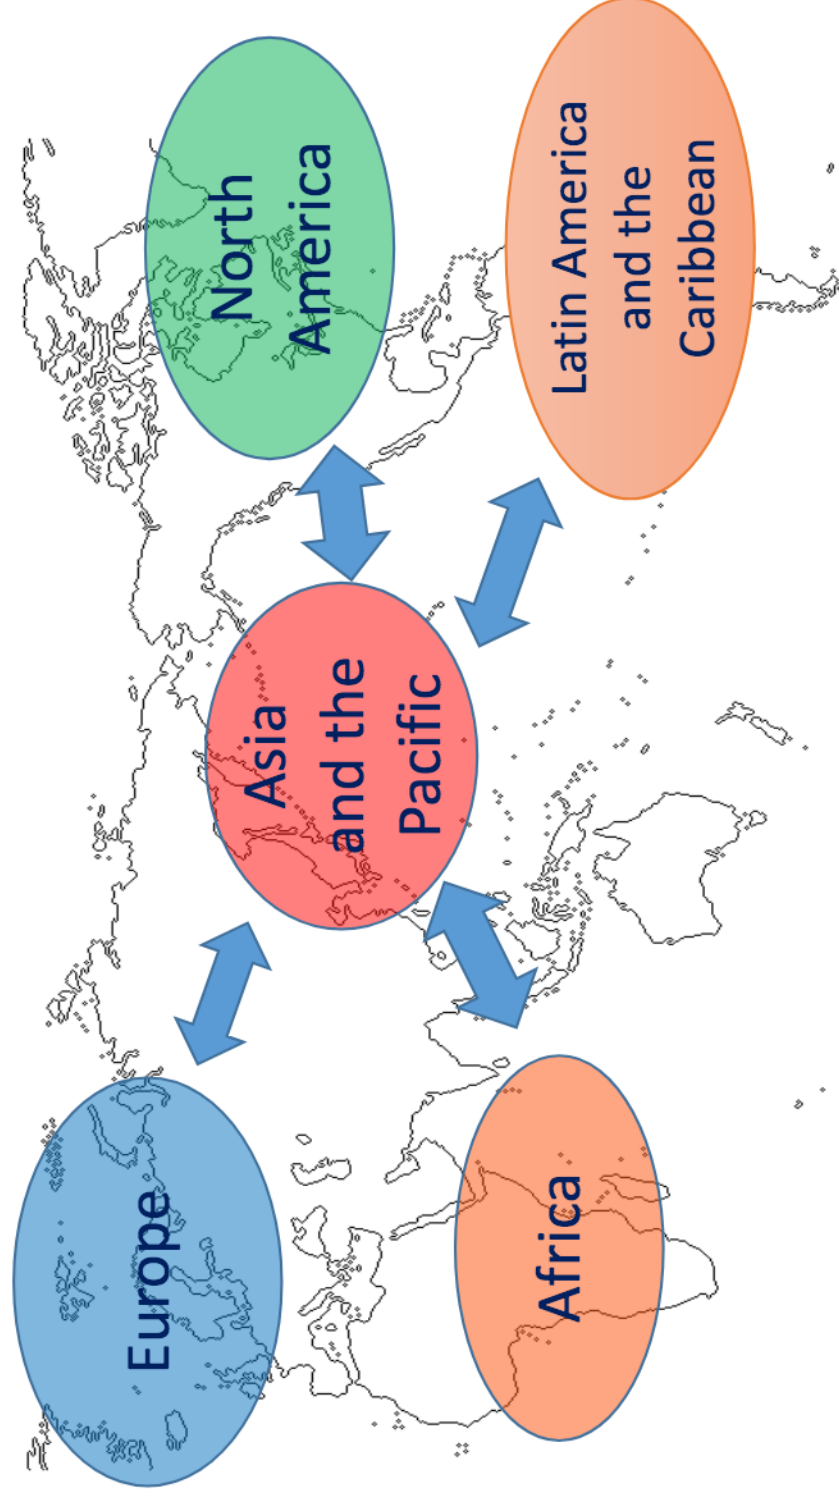 Europe
Africa
Asia
and the
Pacific
North
America
Latin America
and the
Caribbean